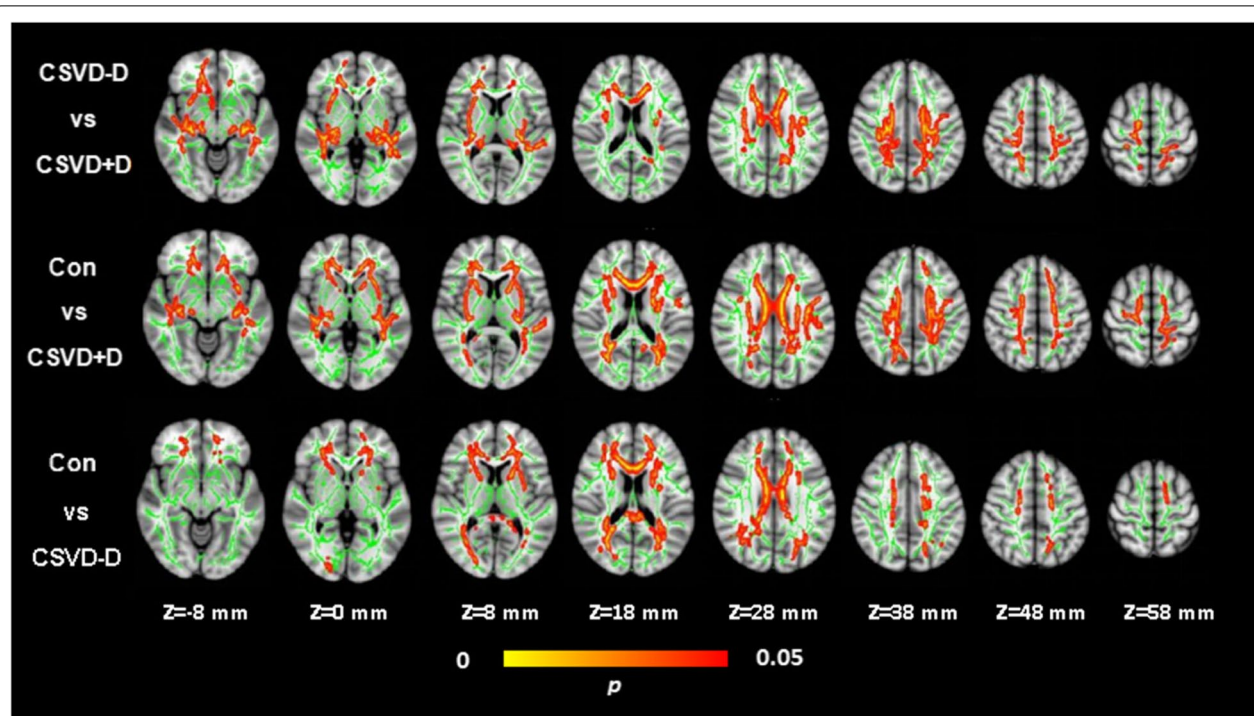 CSVD-D
vs
CSVD+D
Con
vs
CSVD+D
Con
vs
CSVD-D
Z=-8 mm Z=0 mm Z=8 mm Z=18 mm Z=28 mm Z=38 mm Z=48 mm Z=58 mm
0 0.05
p